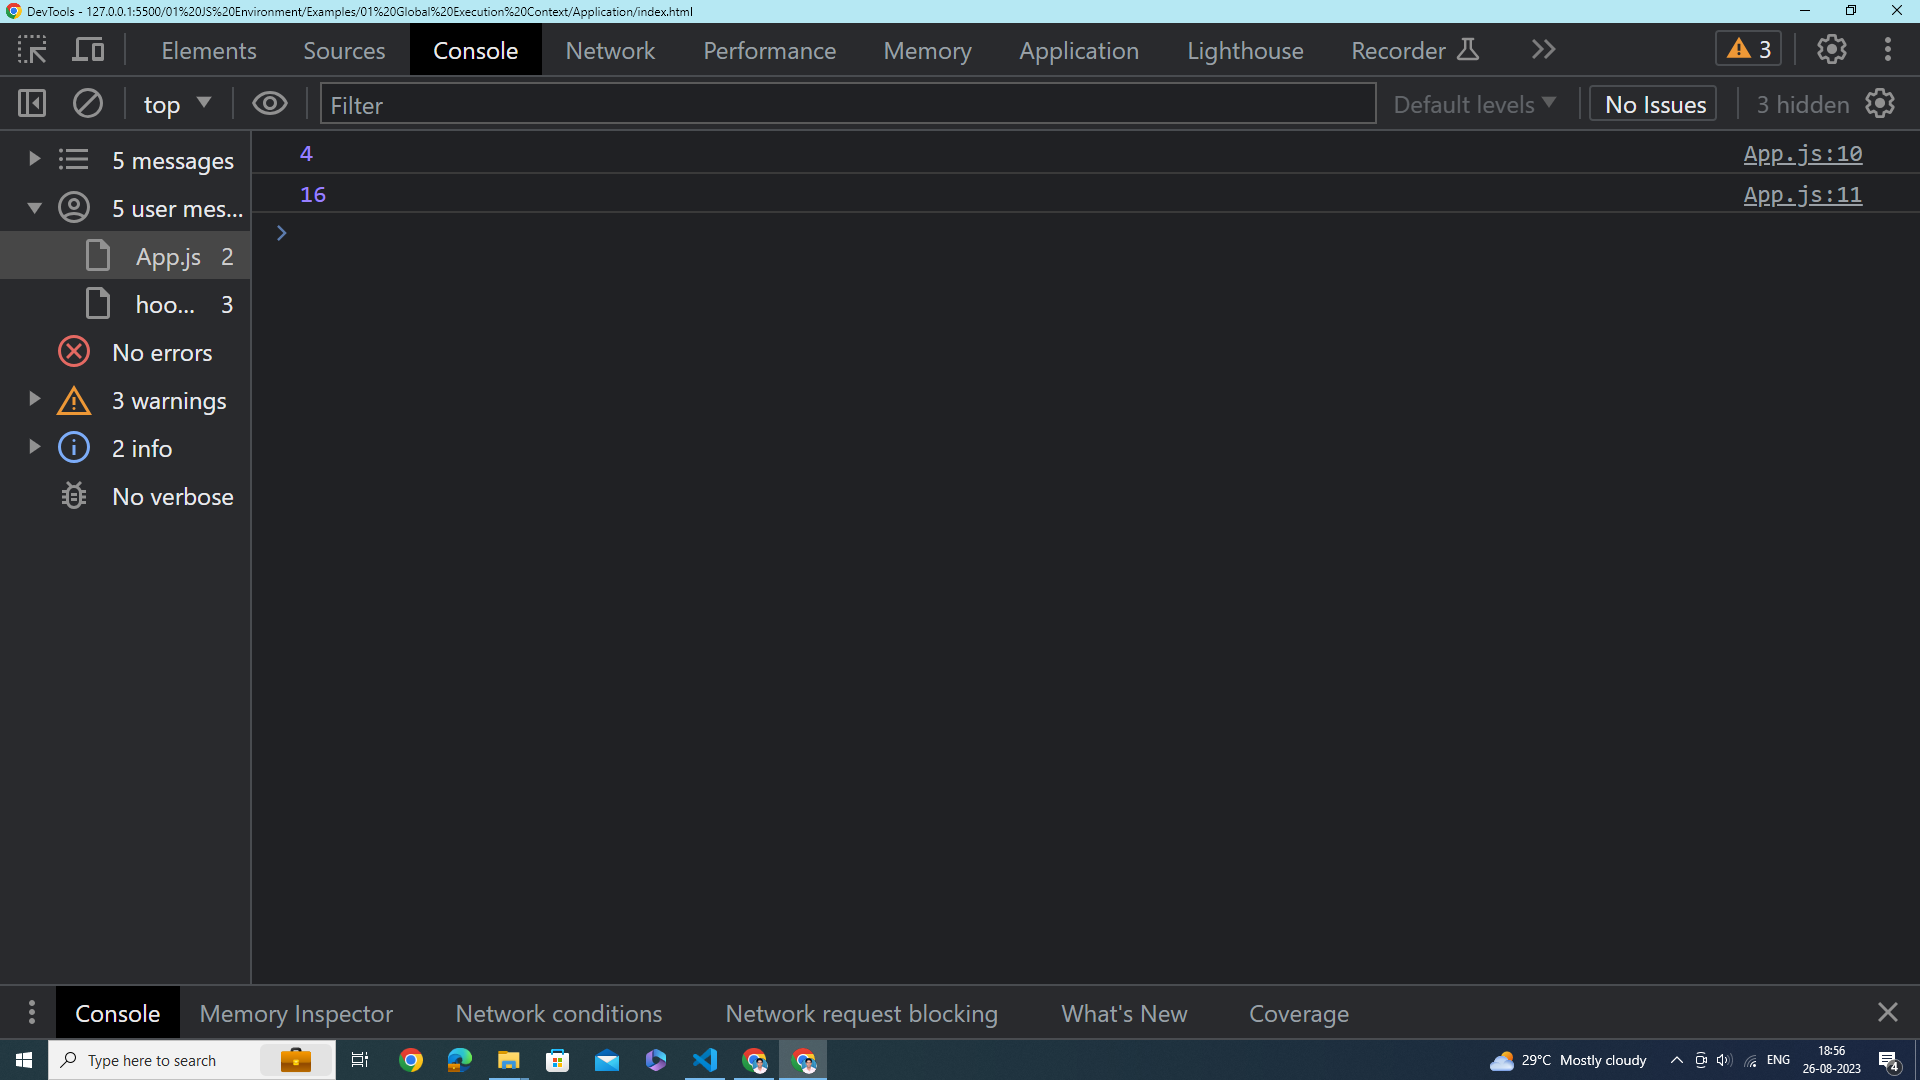 DevTools - 127.0.0.1:5500/01%20JS%20Environment/Examples/01%20Global%20Execution%20Context/Application/index.html
Elements Sources Console Network Performance Memory Application Lighthouse Recorder 3
top Filter Default levels No Issues 3 hidden
5 messages
5 user mes...
App.js 2
hoo... 3
No errors
3 warnings
2 info
No verbose
4 App.js:10
16 App.js:11
Console Memory Inspector Network conditions Network request blocking What's New Coverage
Type here to search 29°C Mostly cloudy ENG 18:56
26-08-2023 4